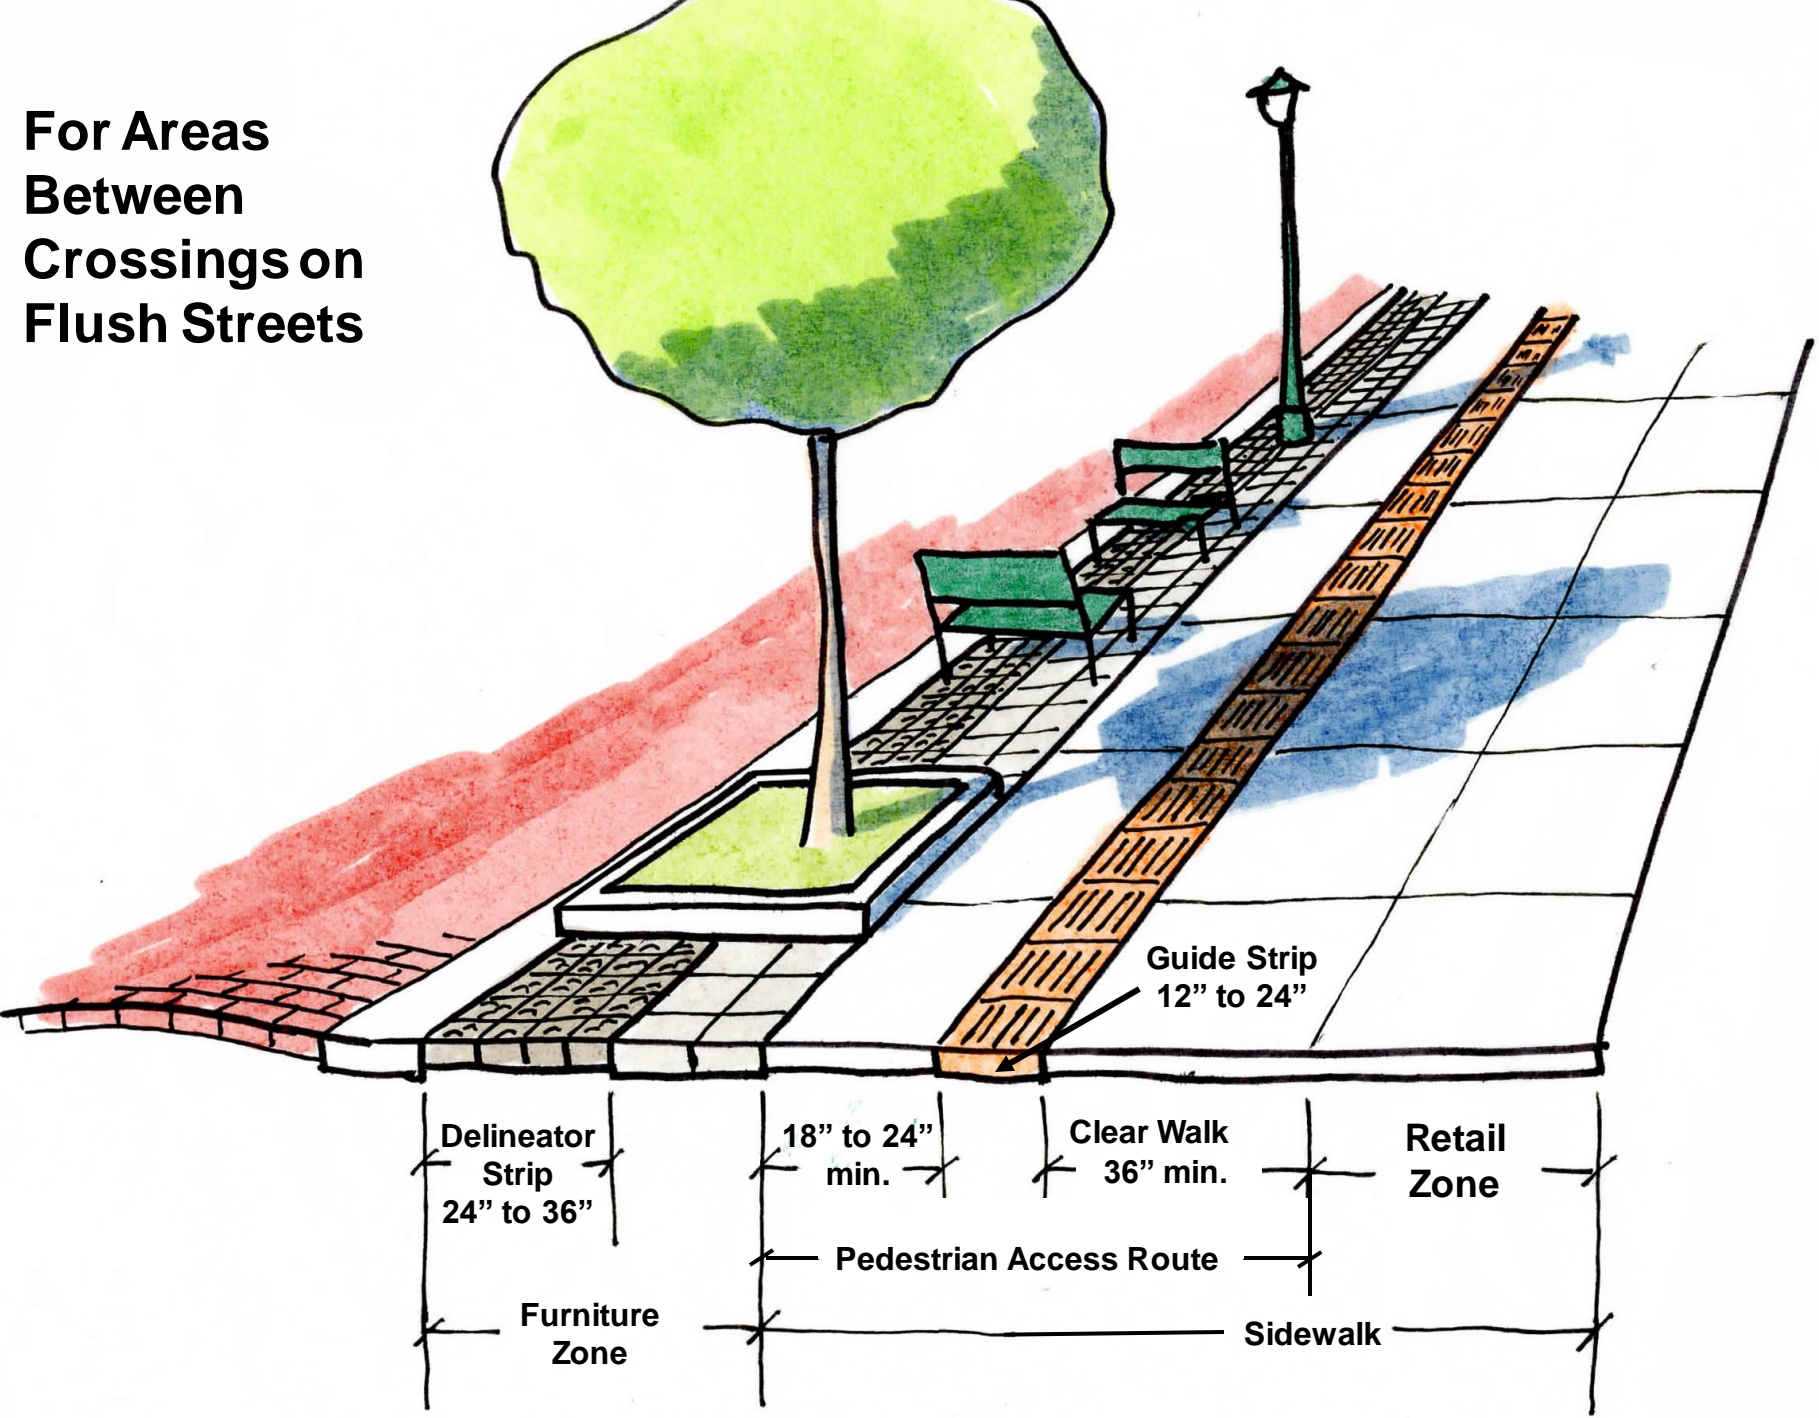 For Areas
Between
Crossings on
Flush Streets
Guide Strip
12” to 24”
Delineator
Strip
24” to 36”
18” to 24”
min.
Clear Walk
36” min.
Retail
Zone
Pedestrian Access Route
Furniture
Zone
Sidewalk